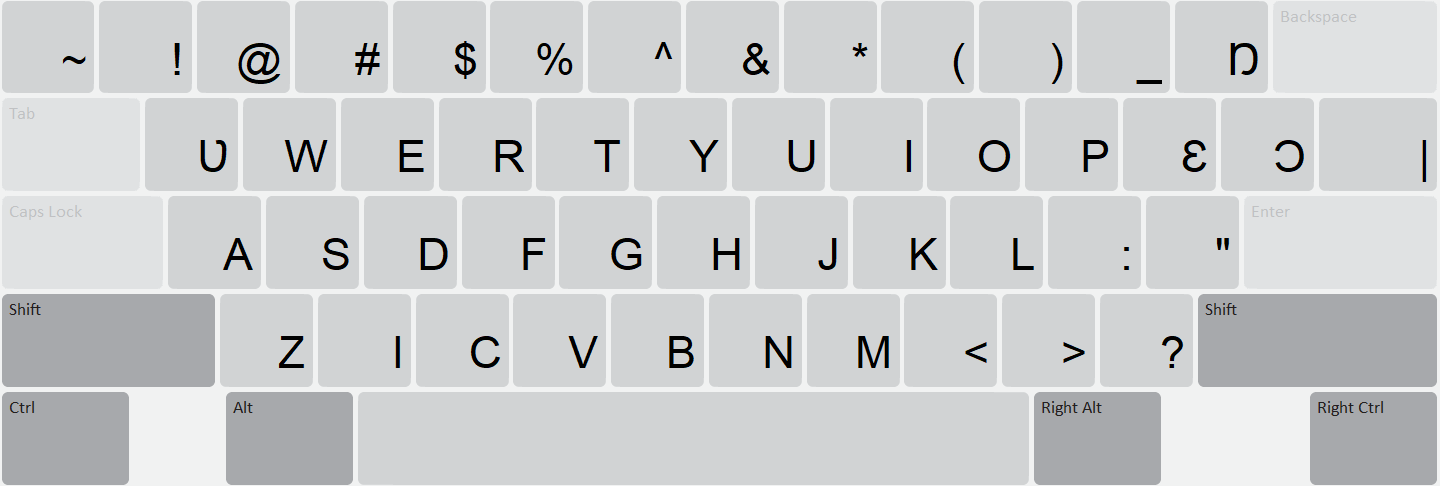 ~ ! @ # $ % ^ & * ( ) _ Ŋ Backspace
Tab Ʋ W E R T Y U I O P Ɛ Ɔ |
Caps Lock A S D F G H J K L : " Enter
Shift Z I C V B N M < > ? Shift
Ctrl Alt Right Alt Right Ctrl